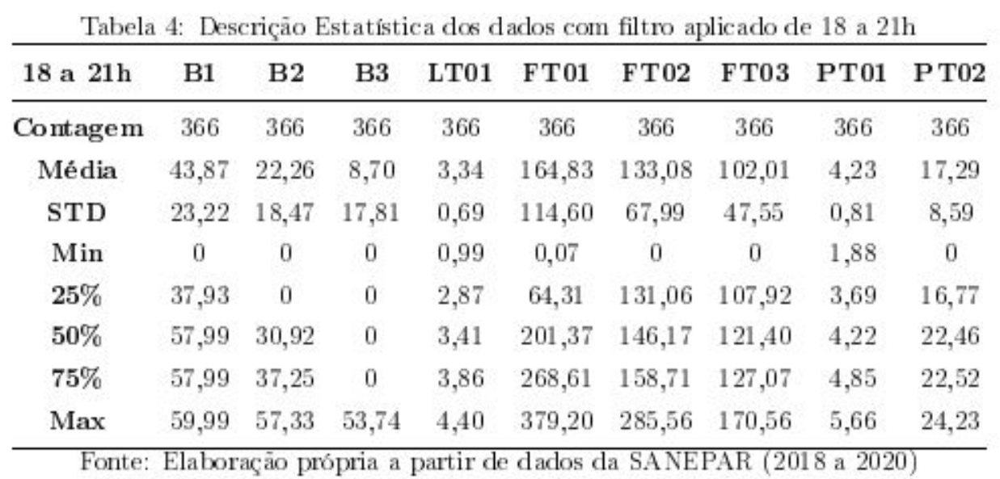 Tabela 4: Descrição Estatística dos dados com filtro aplicado de 18 a 21h
18 a 21h B1 B2 B3 LT01 FT01 FT02 FT03 PT01 PT02
Contagem 366 366 366 366 366 366 366 366 366
Média 43,87 22,26 8,70 3,34 164,83 133,08 102,01 4,23 17,29
STD 23,22 18,47 17,81 0,69 114,60 67,99 47,55 0,81 8,59
Min 0 0 0 0,99 0,07 0 0 1,88 0
25% 37,93 0 0 2,87 64,31 131,06 107,92 3,69 16,77
50% 57,99 30,92 0 3,41 201,37 146,17 121,40 4,22 22,46
75% 57,99 37,25 0 3,86 268,61 158,71 127,07 4,85 22,52
Max 59,99 57,33 53,74 4,40 379,20 285,56 170,56 5,66 24,23
Fonte: Elaboração própria a partir de dados da SANEPAR (2018 a 2020)